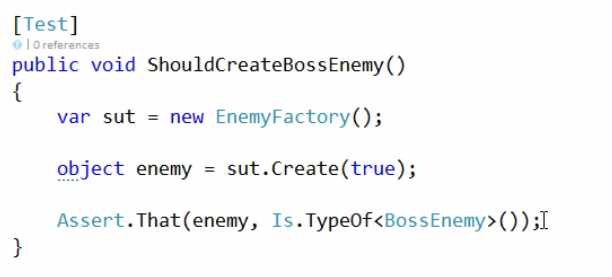 [Test]
| 0 references
public void ShouldCreateBossEnemy()
{
var sut = new EnemyFactory();
object enemy = sut.Create(true);
Assert.That(enemy, Is.TypeOf<BossEnemy>());
}